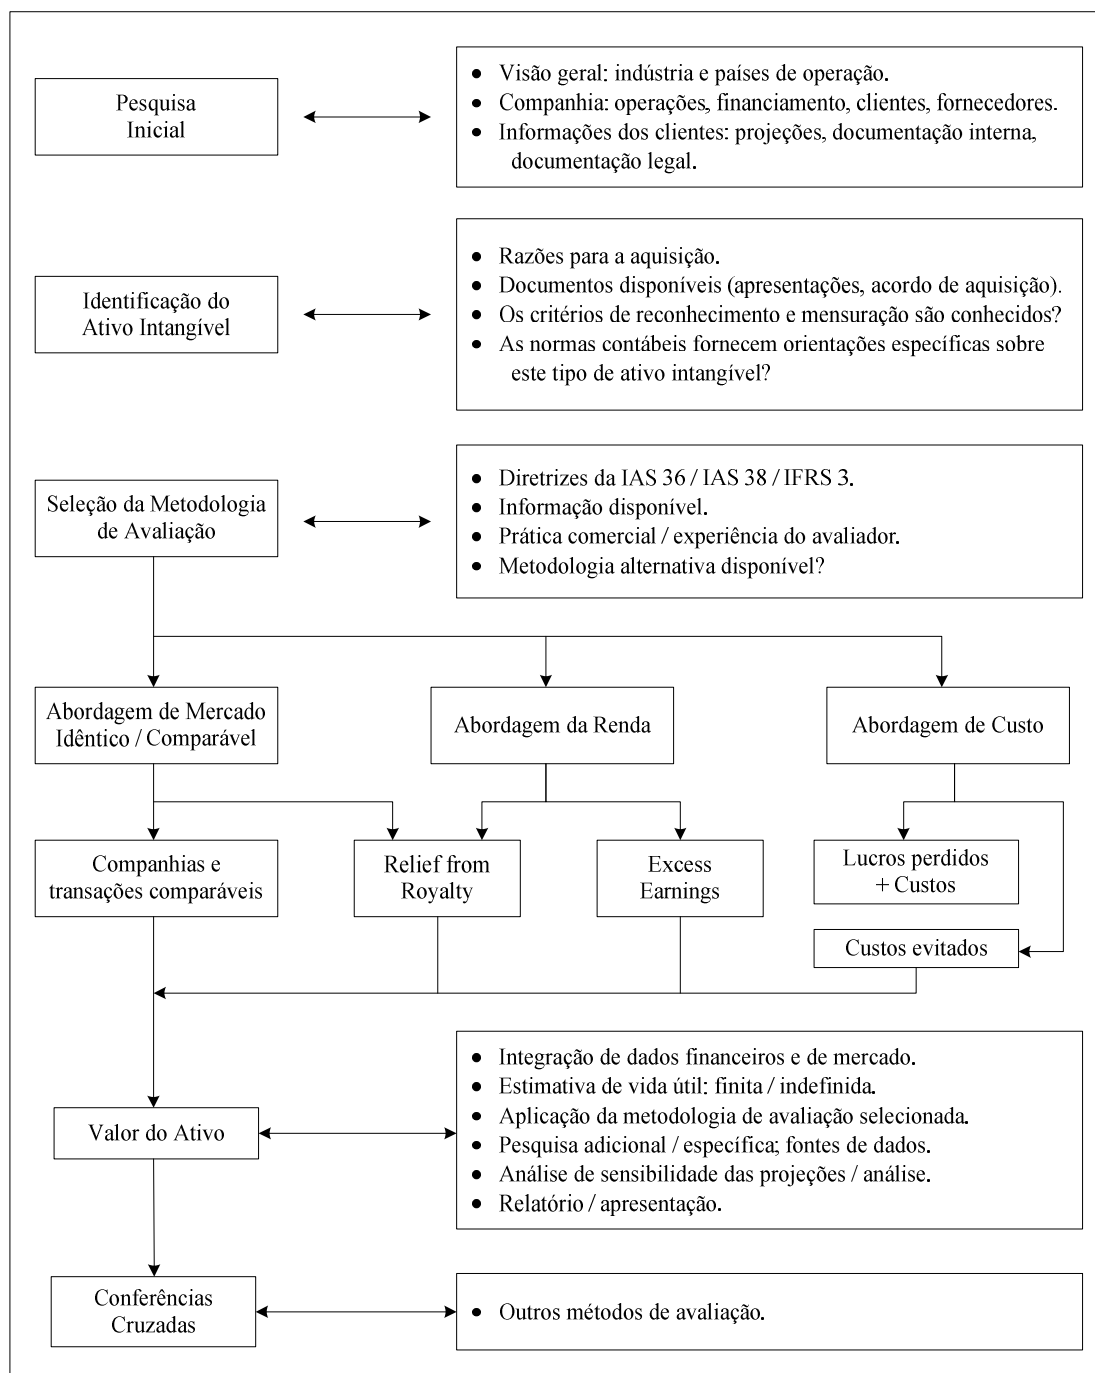 Pesquisa
Inicial
• Visão geral: indústria e países de operação.
• Companhia: operações, financiamento, clientes, fornecedores.
• Informações dos clientes: projeções, documentação interna,
documentação legal.
Identificação do
Ativo Intangível
• Razões para a aquisição.
• Documentos disponíveis (apresentações, acordo de aquisição).
• Os critérios de reconhecimento e mensuração são conhecidos?
• As normas contábeis fornecem orientações específicas sobre
este tipo de ativo intangível?
Seleção da Metodologia
de Avaliação
• Diretrizes da IAS 36 / IAS 38 / IFRS 3.
• Informação disponível.
• Prática comercial / experiência do avaliador.
• Metodologia alternativa disponível?
Abordagem de Mercado
Idêntico / Comparável
Abordagem da Renda
Abordagem de Custo
Companhias e
transações comparáveis
Relief from
Royalty
Excess
Earnings
Lucros perdidos
+ Custos
Custos evitados
Valor do Ativo
• Integração de dados financeiros e de mercado.
• Estimativa de vida útil: finita / indefinida.
• Aplicação da metodologia de avaliação selecionada.
• Pesquisa adicional / específica; fontes de dados.
• Análise de sensibilidade das projeções / análise.
• Relatório / apresentação.
Conferências
Cruzadas
• Outros métodos de avaliação.